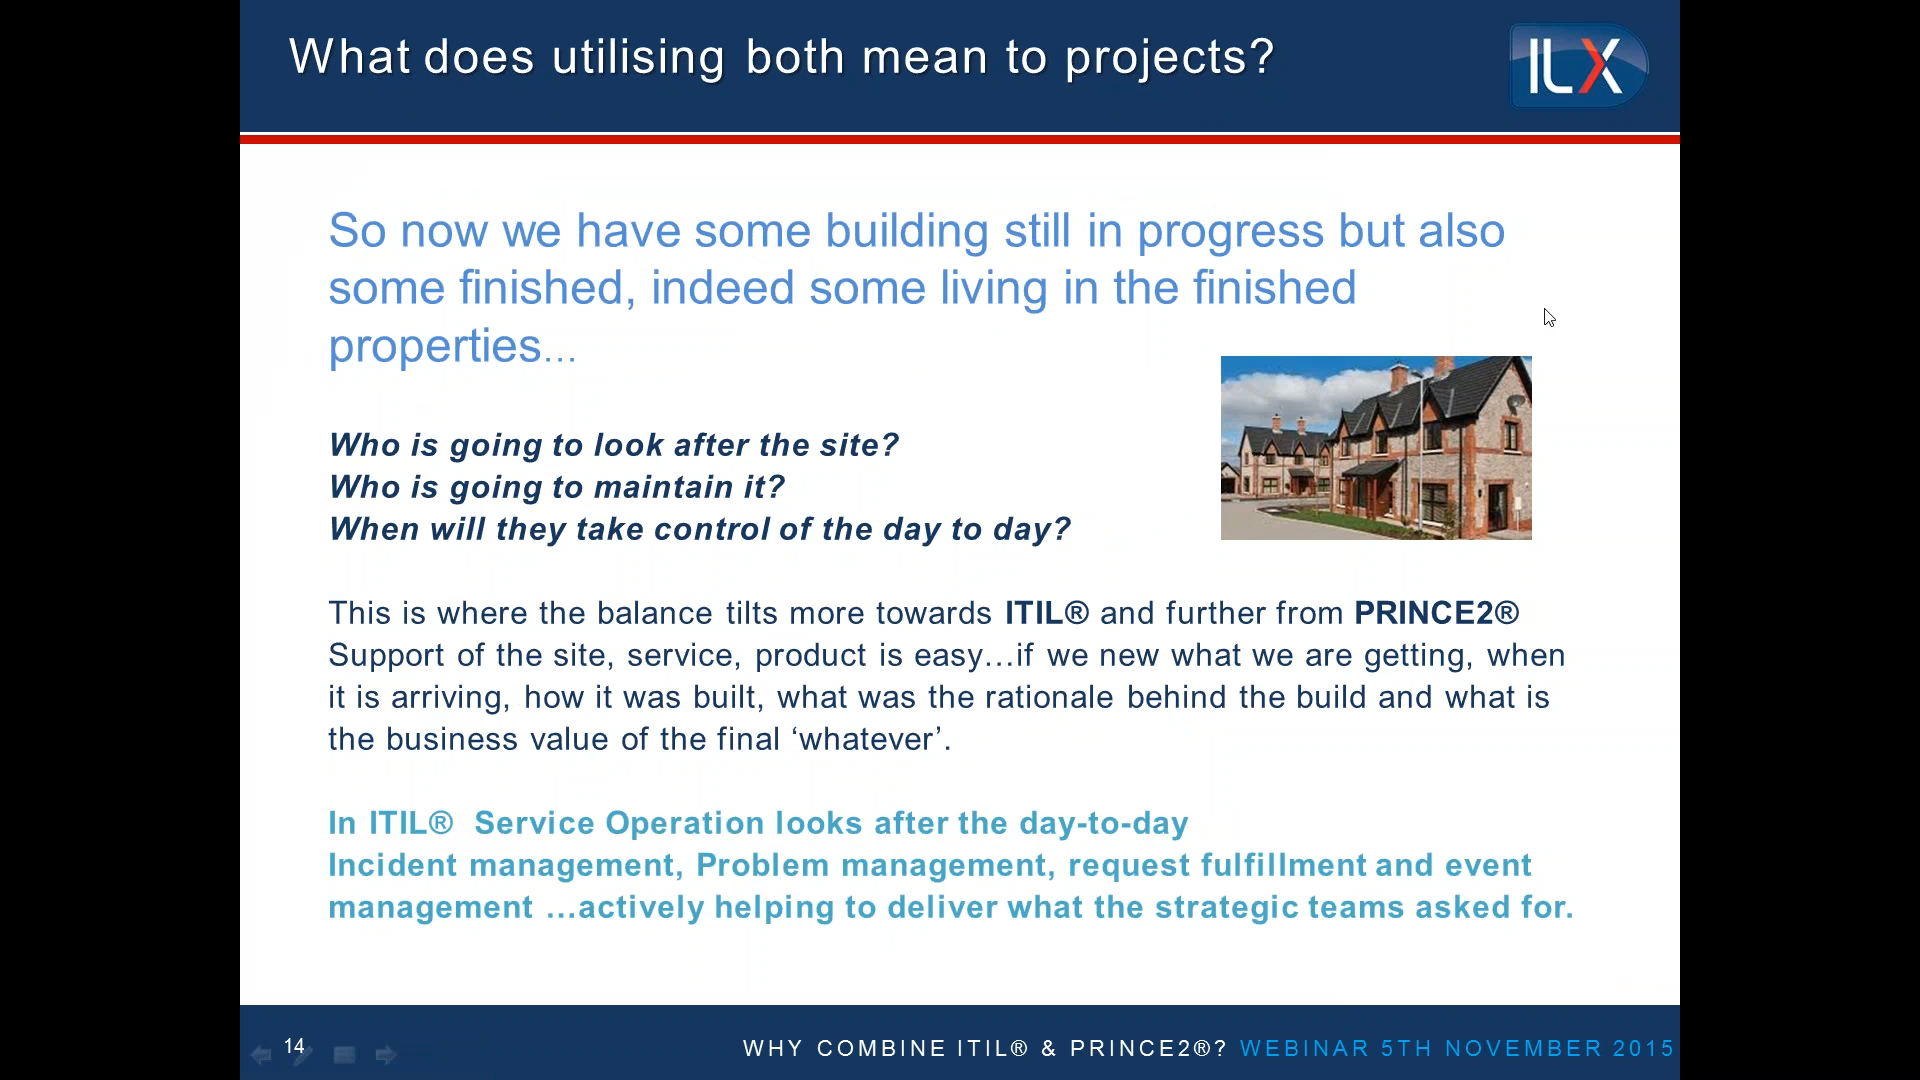 What does utilising both mean to projects?
ILX
So now we have some building still in progress but also
some finished, indeed some living in the finished
properties...
Who is going to look after the site?
Who is going to maintain it?
When will they take control of the day to day?
This is where the balance tilts more towards ITIL® and further from PRINCE2®
Support of the site, service, product is easy...if we new what we are getting, when
it is arriving, how it was built, what was the rationale behind the build and what is
the business value of the final ‘whatever’.
In ITIL®  Service Operation looks after the day-to-day
Incident management, Problem management, request fulfillment and event
management ...actively helping to deliver what the strategic teams asked for.
14
WHY COMBINE ITIL® & PRINCE2®? WEBINAR 5TH NOVEMBER 2015